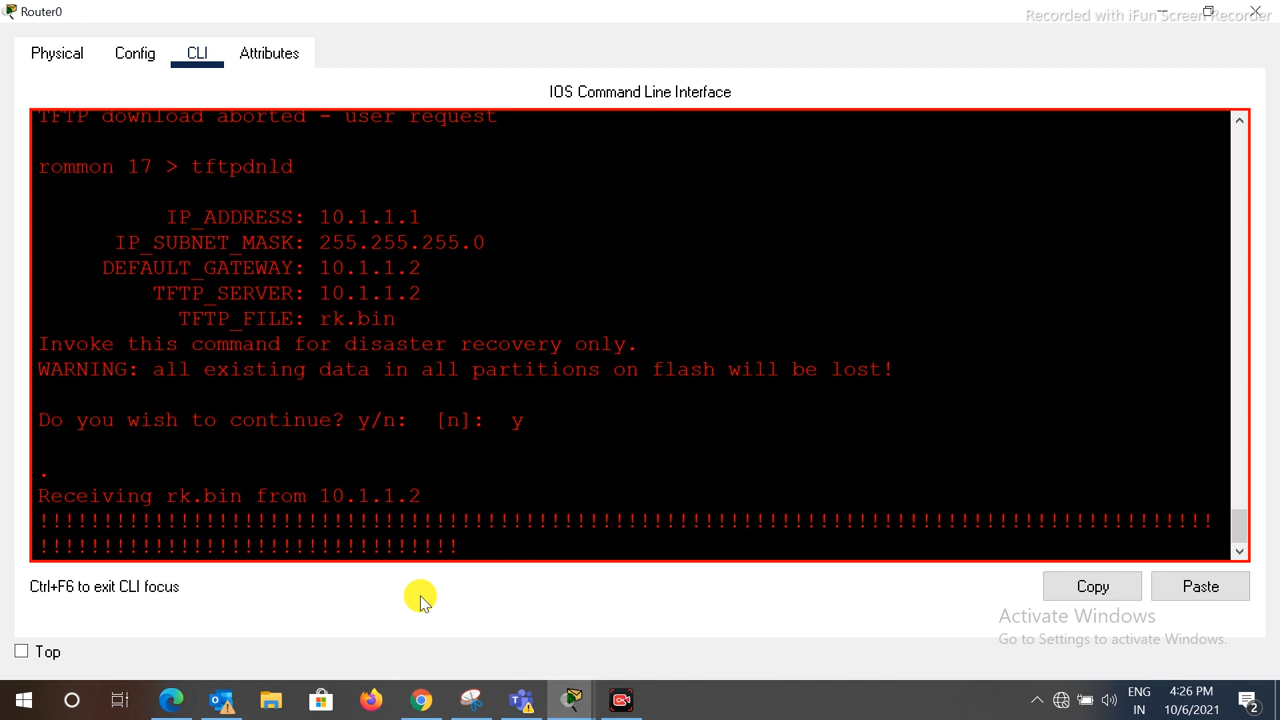 Router0
Recorded with iFun Screen Recorder
Physical Config CLI Attributes
IOS Command Line Interface
TFTP download aborted - user request
rommon 17 > tftpdnld
IP_ADDRESS: 10.1.1.1
IP_SUBNET_MASK: 255.255.255.0
DEFAULT_GATEWAY: 10.1.1.2
TFTP_SERVER: 10.1.1.2
TFTP_FILE: rk.bin
Invoke this command for disaster recovery only.
WARNING: all existing data in all partitions on flash will be lost!
Do you wish to continue? y/n: [n]: y
.
Receiving rk.bin from 10.1.1.2
!!!!!!!!!!!!!!!!!!!!!!!!!!!!!!!!!!!!!!!!!!!!!!!!!!!!!!!!!!!!!!!!!!!!!!!!!!!!!!!!!!!!!!!!!!!!
!!!!!!!!!!!!!!!!!!!!!!!!!!!!!!!!!
Ctrl+F6 to exit CLI focus
Copy Paste
Activate Windows
Go to Settings to activate Windows.
Top
ENG 4:26 PM
IN 10/6/2021 2